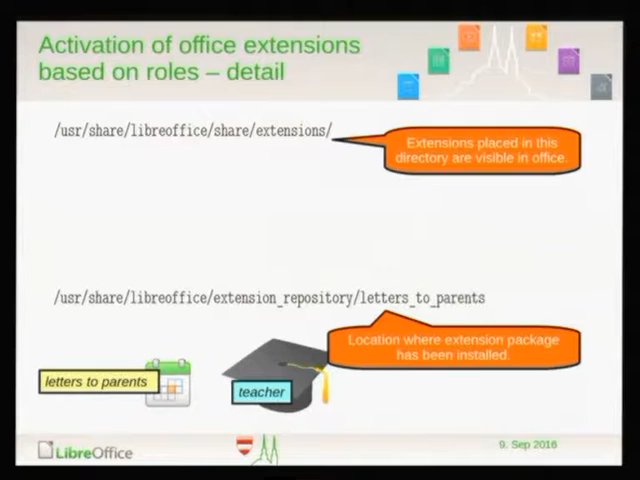 Activation of office extensions
based on roles – detail
/usr/share/libreoffice/share/extensions/
Extensions placed in this
directory are visible in office.
/usr/share/libreoffice/extension_repository/letters_to_parents
Location where extension package
has been installed.
letters to parents
teacher
LibreOffice
9. Sep 2016